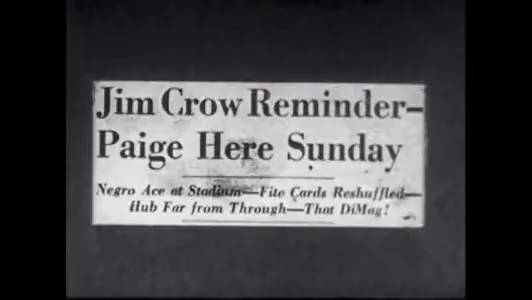 Jim Crow Reminder—
Paige Here Sunday
Negro Ace at Stadium—Fite Cards Reshuffled—
Hub Far from Through—That DiMag!